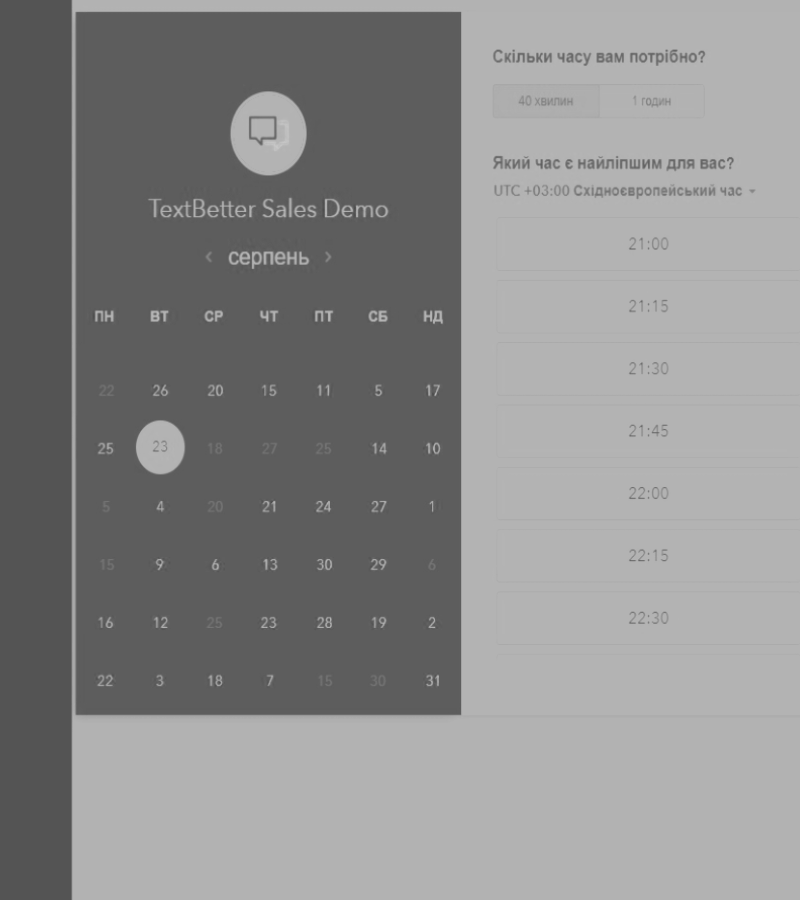 TextBetter Sales Demo
‹ серпень ›
ПН ВТ СР ЧТ ПТ СБ НД
22 26 20 15 11 5 17
25 23 18 27 25 14 10
5 4 20 21 24 27 1
15 9 6 13 30 29 6
16 12 25 23 28 19 2
22 3 18 7 15 30 31
Скільки часу вам потрібно?
40 хвилин 1 годин
Який час є найліпшим для вас?
UTC +03:00 Східноєвропейський час
21:00
21:15
21:30
21:45
22:00
22:15
22:30